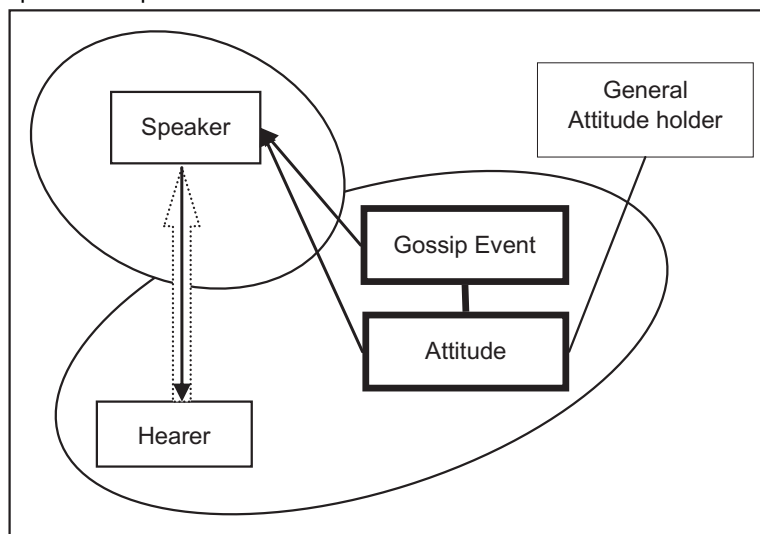 Speaker
General
Attitude holder
Gossip Event
Attitude
Hearer